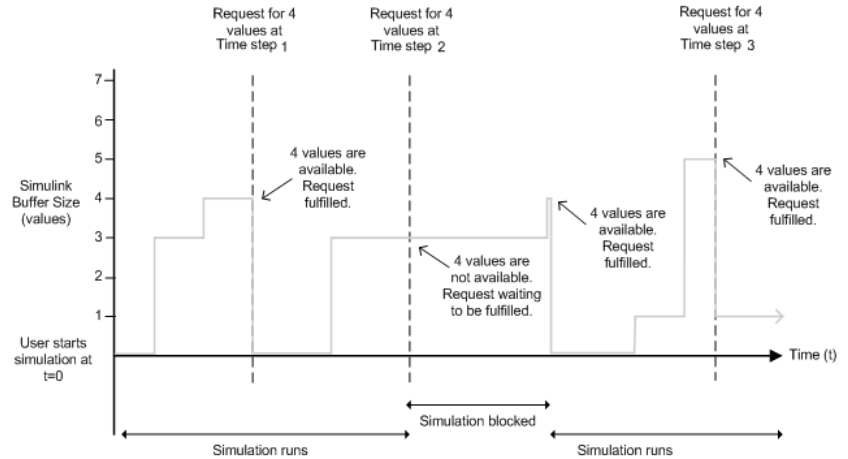 Request for 4
values at
Time step 1
Request for 4
values at
Time step 2
Request for 4
values at
Time step 3
7
6
5
4
3
2
1
Simulink
Buffer Size
(values)
4 values are
available.
Request
fulfilled.
4 values are
not available.
Request waiting
to be fulfilled.
4 values are
available.
Request
fulfilled.
4 values are
available.
Request
fulfilled.
User starts
simulation at
t=0
Time (t)
Simulation blocked
Simulation runs
Simulation runs